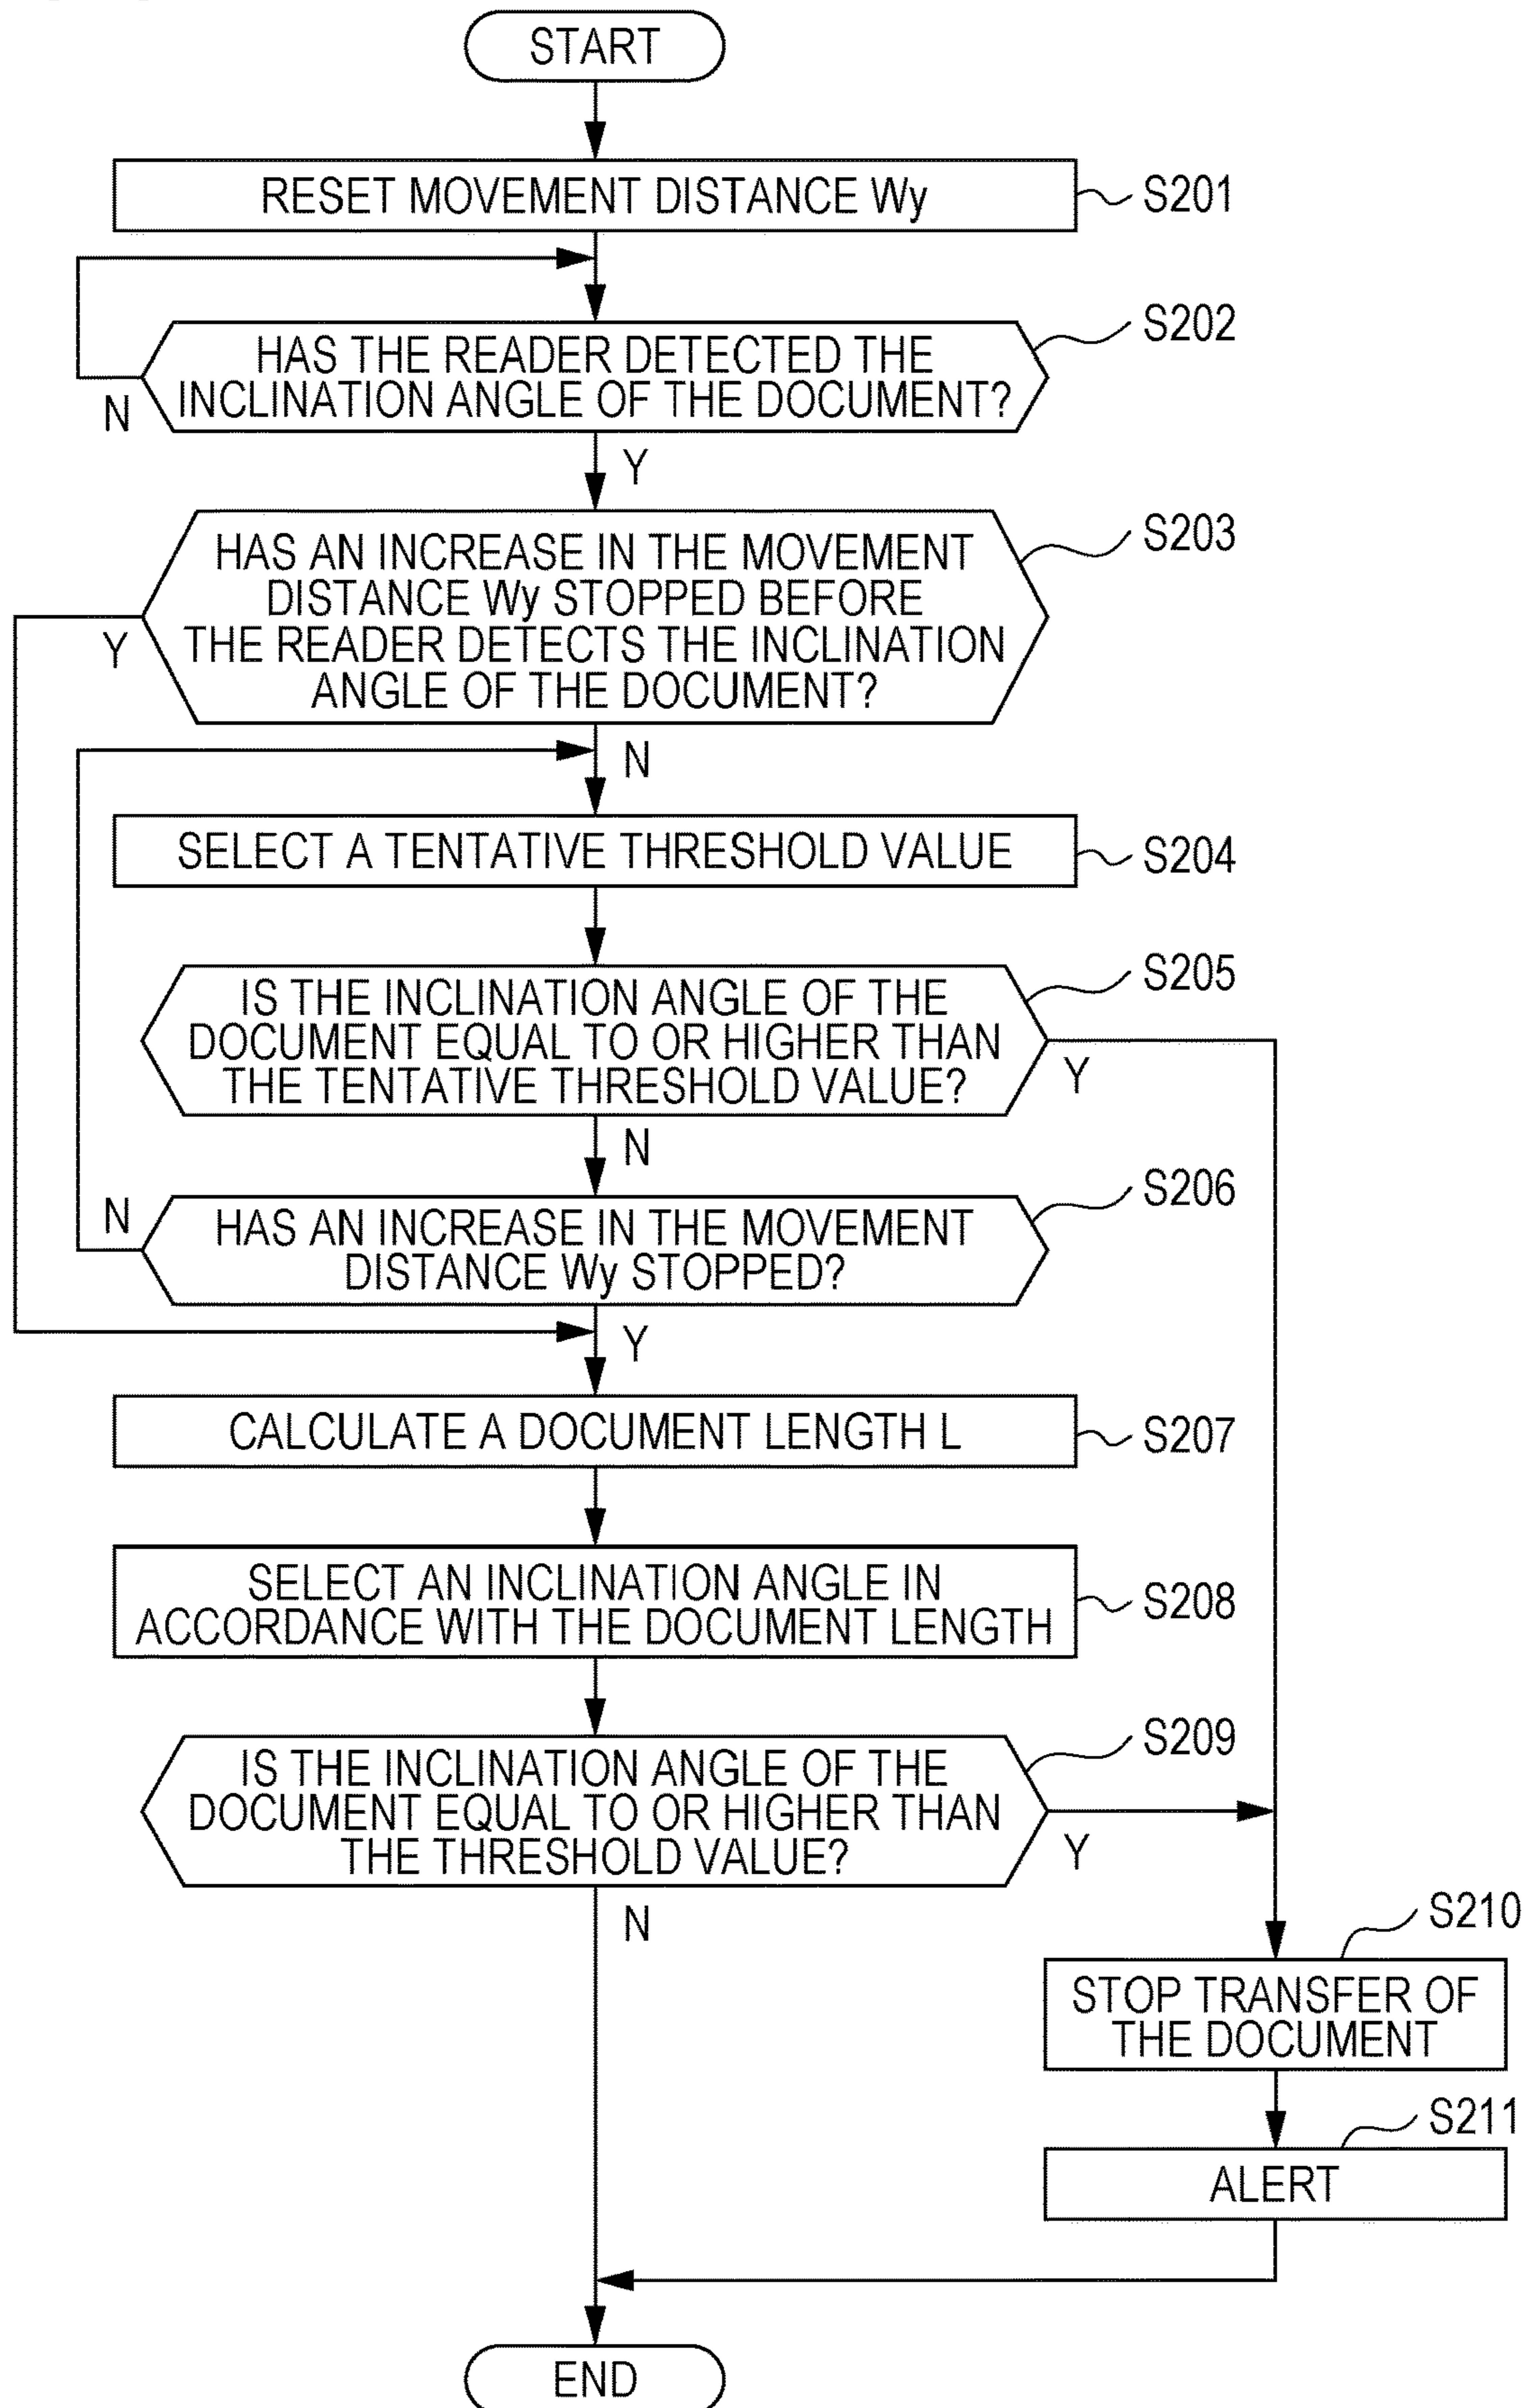 START
RESET MOVEMENT DISTANCE Wy
S201
HAS THE READER DETECTED THE
INCLINATION ANGLE OF THE DOCUMENT?
S202
N
Y
HAS AN INCREASE IN THE MOVEMENT
DISTANCE Wy STOPPED BEFORE
THE READER DETECTS THE INCLINATION
ANGLE OF THE DOCUMENT?
S203
Y
N
SELECT A TENTATIVE THRESHOLD VALUE
S204
IS THE INCLINATION ANGLE OF THE
DOCUMENT EQUAL TO OR HIGHER THAN
THE TENTATIVE THRESHOLD VALUE?
S205
Y
N
HAS AN INCREASE IN THE MOVEMENT
DISTANCE Wy STOPPED?
S206
N
Y
CALCULATE A DOCUMENT LENGTH L
S207
SELECT AN INCLINATION ANGLE IN
ACCORDANCE WITH THE DOCUMENT LENGTH
S208
IS THE INCLINATION ANGLE OF THE
DOCUMENT EQUAL TO OR HIGHER THAN
THE THRESHOLD VALUE?
S209
Y
N
S210
STOP TRANSFER OF
THE DOCUMENT
S211
ALERT
END